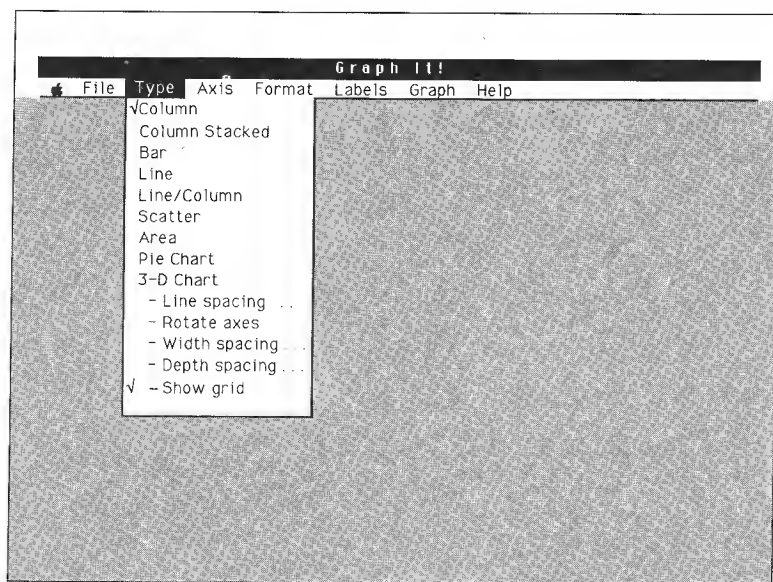 Graph It!
File Type Axis Format Labels Graph Help
√Column
Column Stacked
Bar
Line
Line/Column
Scatter
Area
Pie Chart
3-D Chart
- Line spacing ...
- Rotate axes
- Width spacing ...
- Depth spacing ...
√ - Show grid